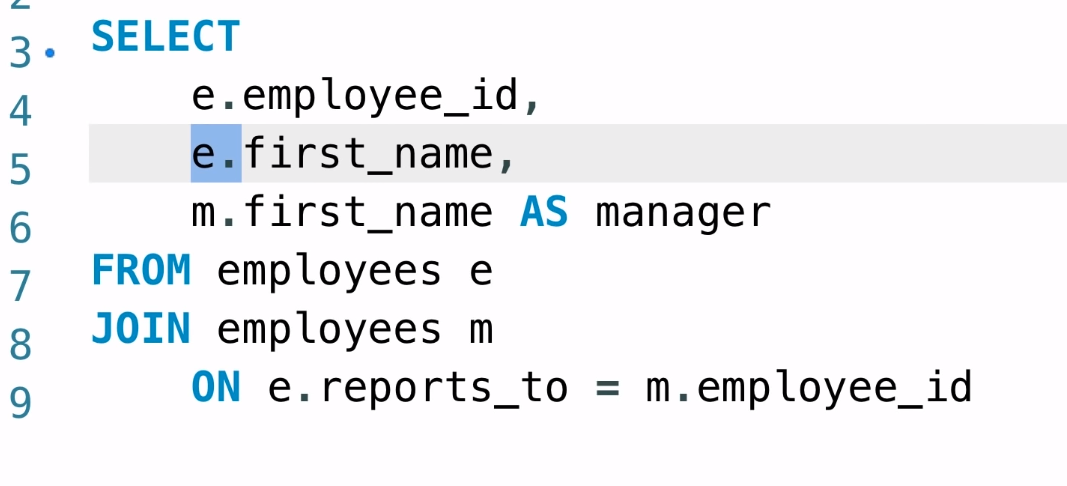 2
3 SELECT
4 e.employee_id,
5 e.first_name,
6 m.first_name AS manager
7 FROM employees e
8 JOIN employees m
9 ON e.reports_to = m.employee_id